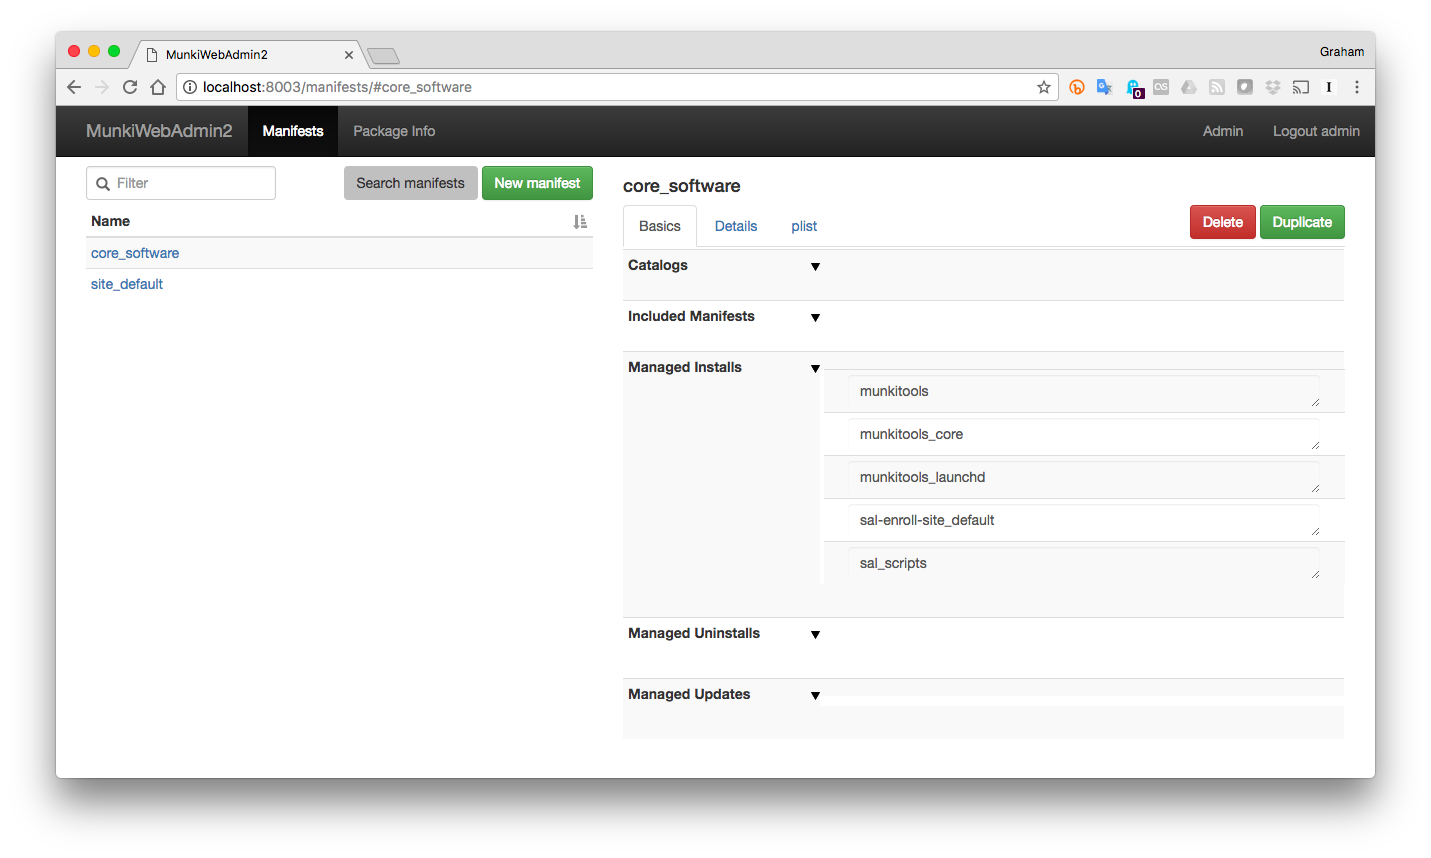 MunkiWebAdmin2
Graham
localhost:8003/manifests/#core_software
0
MunkiWebAdmin2 Manifests Package Info Admin Logout admin
Filter Search manifests New manifest
Name
core_software
site_default
core_software
Basics Details plist Delete Duplicate
Catalogs
Included Manifests
Managed Installs
munkitools
munkitools_core
munkitools_launchd
sal-enroll-site_default
sal_scripts
Managed Uninstalls
Managed Updates